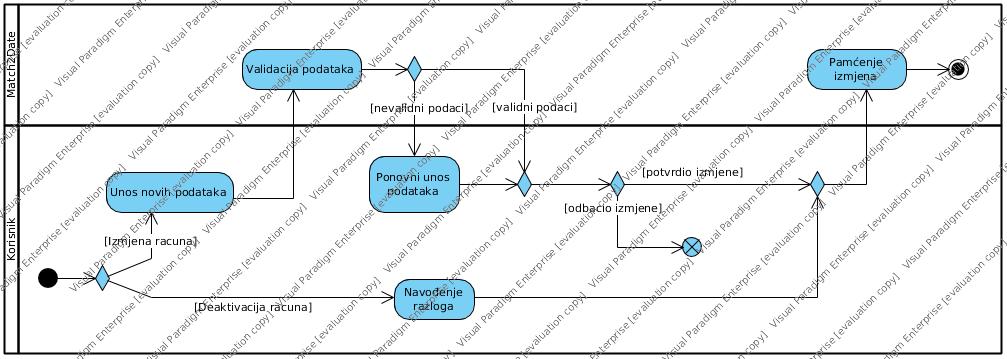 Match2Date
Validacija podataka
[nevalidni podaci]
[validni podaci]
Pamćenje
izmjena
Korisnik
Unos novih podataka
Ponovni unos
podataka
[potvrdio izmjene]
[odbacio izmjene]
[Izmjena racuna]
[Deaktivacija racuna]
Navođenje
razloga
Visual Paradigm Enterprise [evaluation copy]